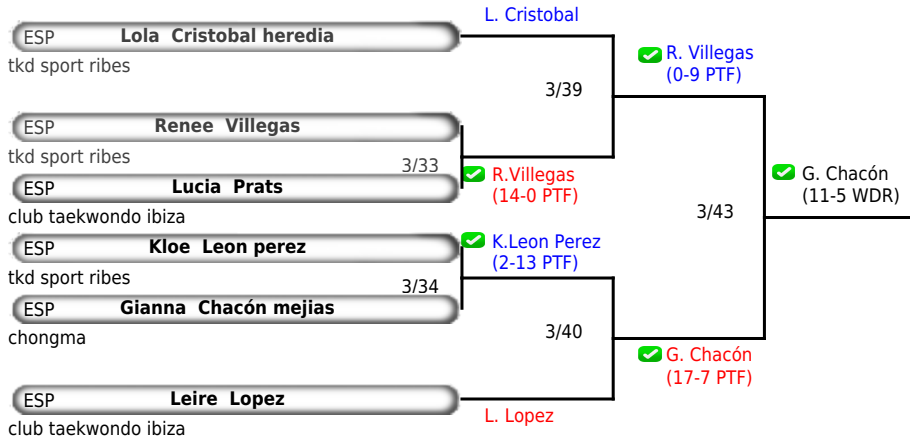 L. Cristobal
ESP Lola Cristobal heredia
tkd sport ribes
R. Villegas
(0-9 PTF)
3/39
ESP Renee Villegas
tkd sport ribes
3/33
R.Villegas
(14-0 PTF)
ESP Lucia Prats
club taekwondo ibiza
G. Chacón
(11-5 WDR)
3/43
ESP Kloe Leon perez
tkd sport ribes
K.Leon Perez
(2-13 PTF)
3/34
ESP Gianna Chacón mejias
chongma
3/40
G. Chacón
(17-7 PTF)
ESP Leire Lopez
club taekwondo ibiza
L. Lopez